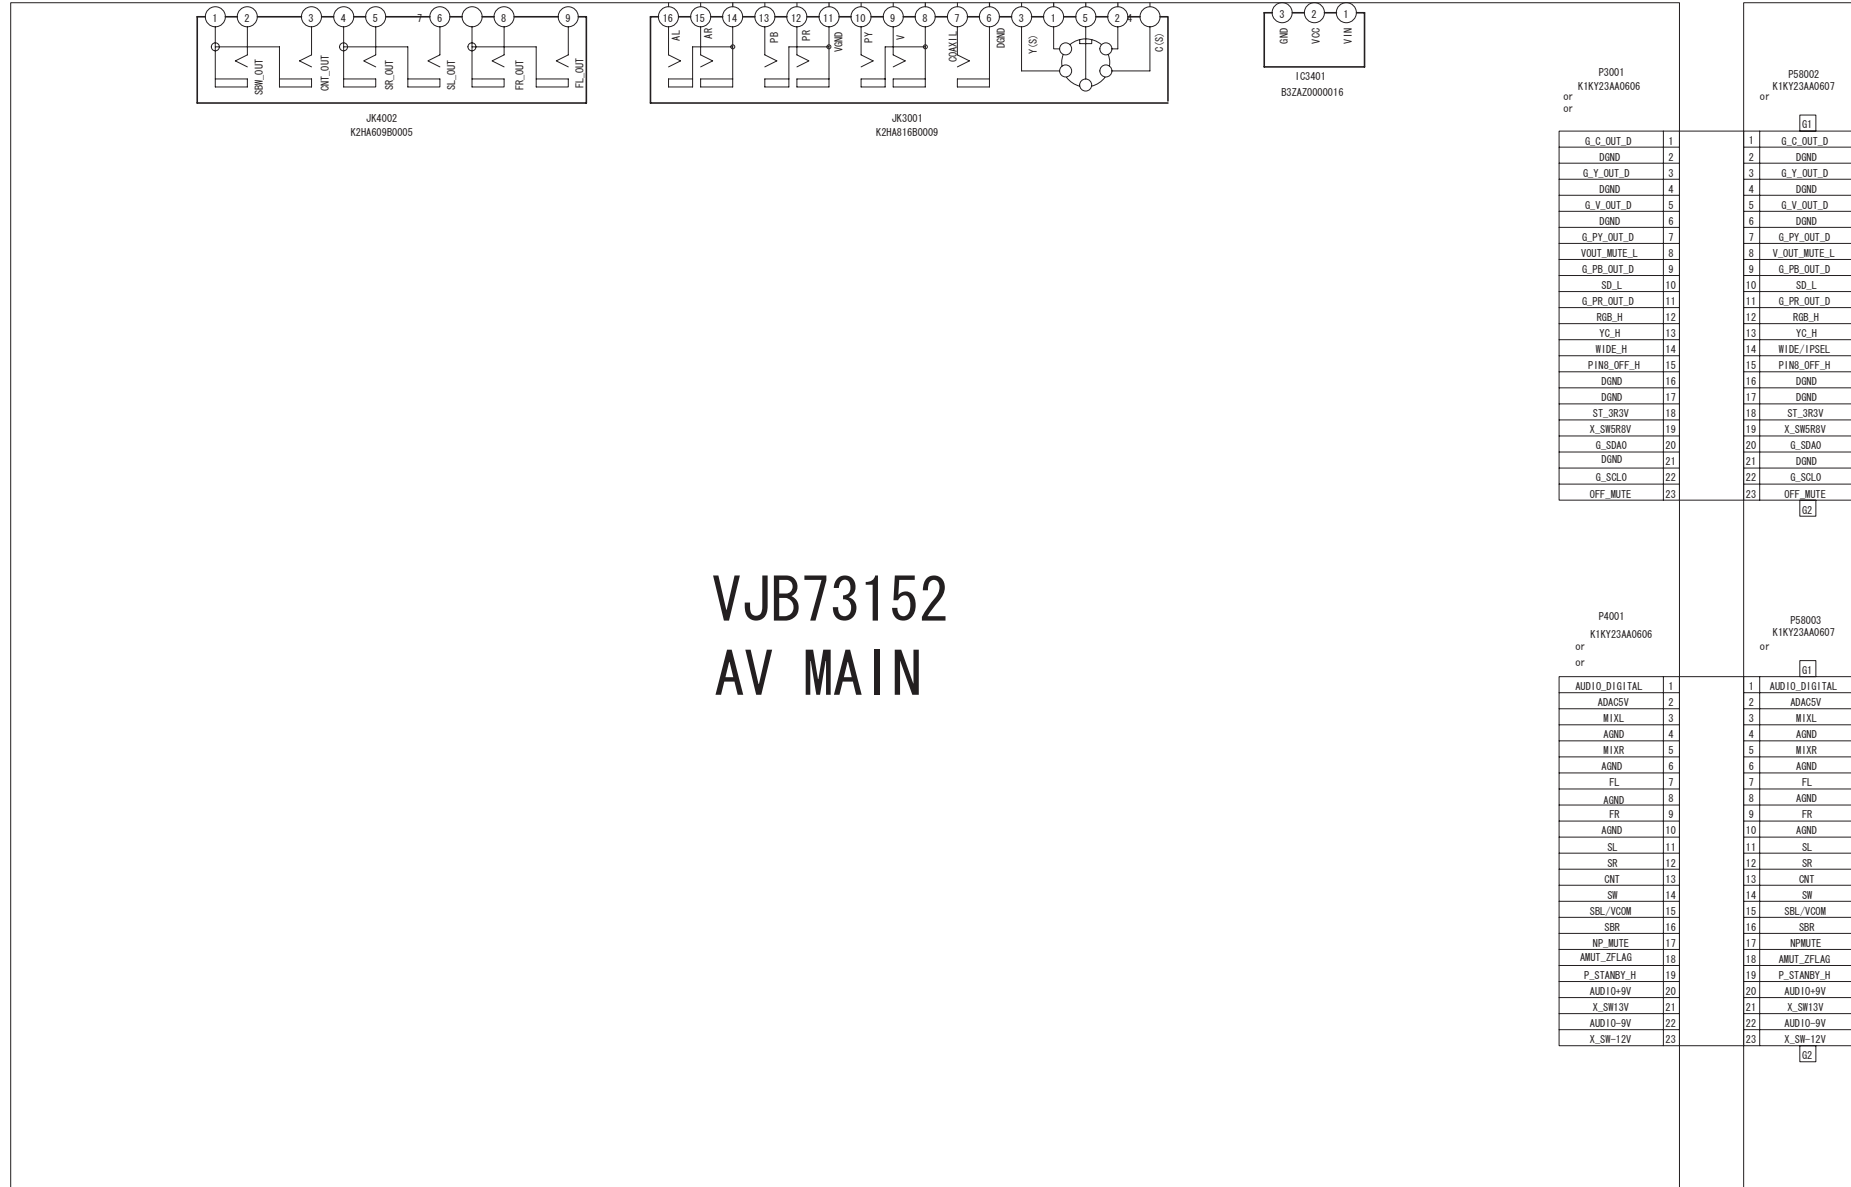 1 2 3 4 5 7 6 8 9
SBW_OUT CNT_OUT SR_OUT SL_OUT FR_OUT FL_OUT
JK4002
K2HA609B0005
16 15 14 13 12 11 10 9 8 7 6 3 1 5 2 4
AL AR PB PR VGND PY V COAXIL DGND Y(S) C(S)
JK3001
K2HA816B0009
3 2 1
GND VCC VIN
IC3401
B3ZAZ0000016
P3001
K1KY23AA0606
or
or
G_C_OUT_D 1
DGND 2
G_Y_OUT_D 3
DGND 4
G_V_OUT_D 5
DGND 6
G_PY_OUT_D 7
VOUT_MUTE_L 8
G_PB_OUT_D 9
SD_L 10
G_PR_OUT_D 11
RGB_H 12
YC_H 13
WIDE_H 14
PIN8_OFF_H 15
DGND 16
DGND 17
ST_3R3V 18
X_SW5R8V 19
G_SDAO 20
DGND 21
G_SCLO 22
OFF_MUTE 23
P58002
K1KY23AA0607
or
G1
1 G_C_OUT_D
2 DGND
3 G_Y_OUT_D
4 DGND
5 G_V_OUT_D
6 DGND
7 G_PY_OUT_D
8 V_OUT_MUTE_L
9 G_PB_OUT_D
10 SD_L
11 G_PR_OUT_D
12 RGB_H
13 YC_H
14 WIDE/IPSEL
15 PIN8_OFF_H
16 DGND
17 DGND
18 ST_3R3V
19 X_SW5R8V
20 G_SDAO
21 DGND
22 G_SCLO
23 OFF_MUTE
G2
VJB73152
AV MAIN
P4001
K1KY23AA0606
or
or
AUDIO_DIGITAL 1
ADAC5V 2
MIXL 3
AGND 4
MIXR 5
AGND 6
FL 7
AGND 8
FR 9
AGND 10
SL 11
SR 12
CNT 13
SW 14
SBL/VCOM 15
SBR 16
NP_MUTE 17
AMUT_ZFLAG 18
P_STANBY_H 19
AUDIO+9V 20
X_SW13V 21
AUDIO-9V 22
X_SW-12V 23
P58003
K1KY23AA0607
or
G1
1 AUDIO_DIGITAL
2 ADAC5V
3 MIXL
4 AGND
5 MIXR
6 AGND
7 FL
8 AGND
9 FR
10 AGND
11 SL
12 SR
13 CNT
14 SW
15 SBL/VCOM
16 SBR
17 NPMUTE
18 AMUT_ZFLAG
19 P_STANBY_H
20 AUDIO+9V
21 X_SW13V
22 AUDIO-9V
23 X_SW-12V
G2